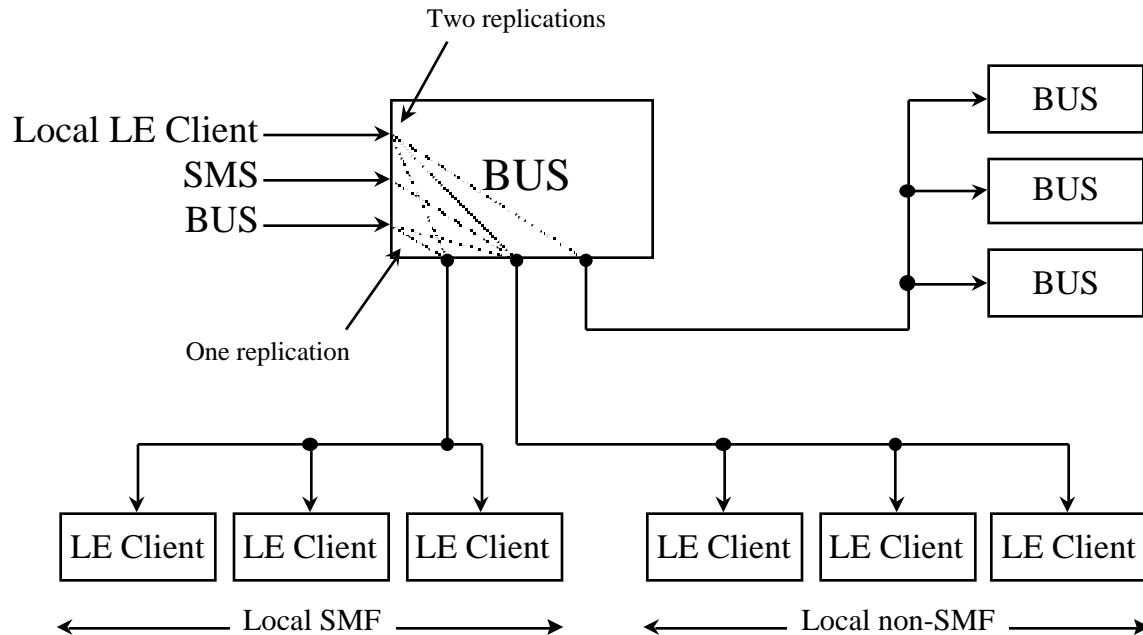 Two replications
Local LE Client
SMS
BUS
BUS
BUS
BUS
BUS
One replication
LE Client
LE Client
LE Client
LE Client
LE Client
LE Client
Local SMF
Local non-SMF